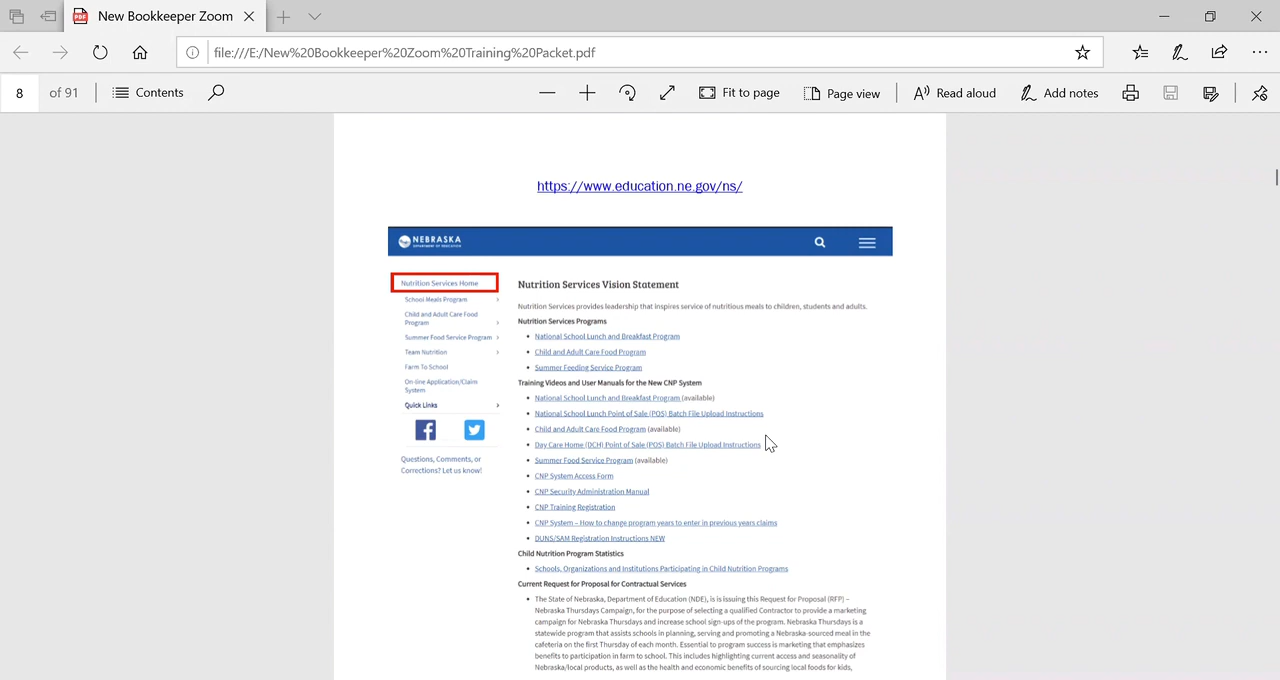 New Bookkeeper Zoom
file:///E:/New%20Bookkeeper%20Zoom%20Training%20Packet.pdf
8 of 91 Contents Fit to page Page view Read aloud Add notes
https://www.education.ne.gov/ns/
NEBRASKA
DEPARTMENT OF EDUCATION
Nutrition Services Home
School Meals Program
Child and Adult Care Food
Program
Summer Food Service Program
Team Nutrition
Farm To School
On-line Application/Claim
System
Quick Links
Questions, Comments, or
Corrections? Let us know!
Nutrition Services Vision Statement
Nutrition Services provides leadership that inspires service of nutritious meals to children, students and adults.
Nutrition Services Programs
• National School Lunch and Breakfast Program
• Child and Adult Care Food Program
• Summer Feeding Service Program
Training Videos and User Manuals for the New CNP System
• National School Lunch and Breakfast Program (available)
• National School Lunch Point of Sale (POS) Batch File Upload Instructions
• Child and Adult Care Food Program (available)
• Day Care Home (DCH) Point of Sale (POS) Batch File Upload Instructions
• Summer Food Service Program (available)
• CNP System Access Form
• CNP Security Administration Manual
• CNP Training Registration
• CNP System – How to change program years to enter in previous years claims
• DUNS/SAM Registration Instructions NEW
Child Nutrition Program Statistics
• Schools, Organizations and Institutions Participating in Child Nutrition Programs
Current Request for Proposal for Contractual Services
• The State of Nebraska, Department of Education (NDE), is is issuing this Request for Proposal (RFP) –
Nebraska Thursdays Campaign, for the purpose of selecting a qualified Contractor to provide a marketing
campaign for Nebraska Thursdays and increase school sign-ups of the program. Nebraska Thursdays is a
statewide program that assists schools in planning, serving and promoting a Nebraska-sourced meal in the
cafeteria on the first Thursday of each month. Essential to program success is marketing that emphasizes
benefits to participation in farm to school. This includes highlighting current access and seasonality of
Nebraska/local products, as well as the health and economic benefits of sourcing local foods for kids,